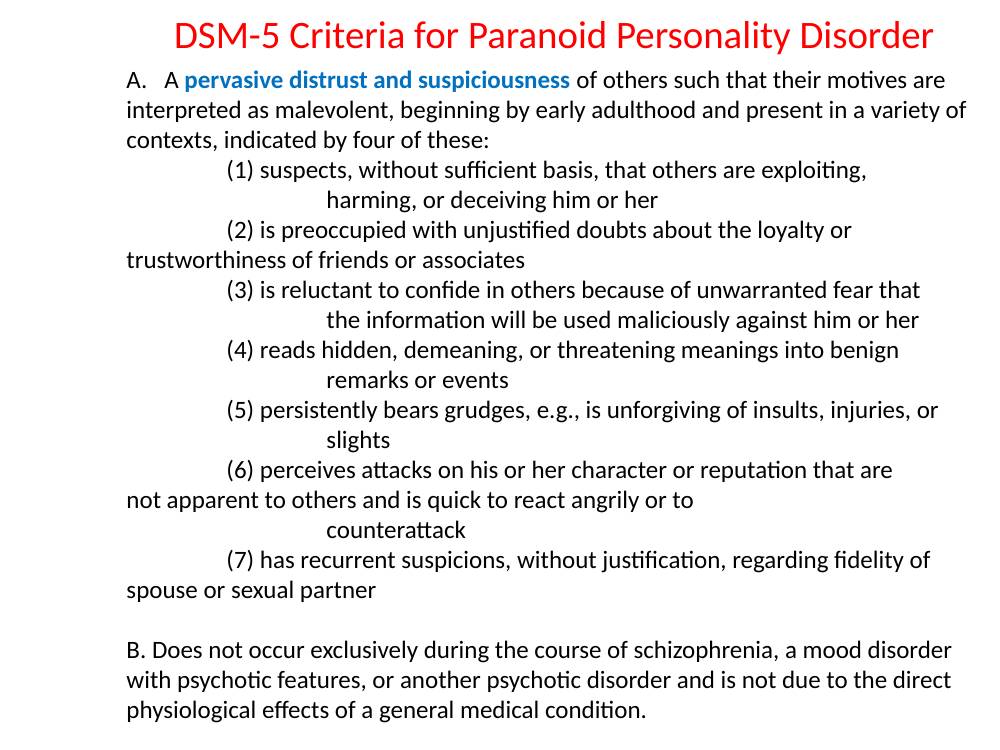 DSM-5 Criteria for Paranoid Personality Disorder
A. A pervasive distrust and suspiciousness of others such that their motives are
interpreted as malevolent, beginning by early adulthood and present in a variety of
contexts, indicated by four of these:
(1) suspects, without sufficient basis, that others are exploiting,
harming, or deceiving him or her
(2) is preoccupied with unjustified doubts about the loyalty or
trustworthiness of friends or associates
(3) is reluctant to confide in others because of unwarranted fear that
the information will be used maliciously against him or her
(4) reads hidden, demeaning, or threatening meanings into benign
remarks or events
(5) persistently bears grudges, e.g., is unforgiving of insults, injuries, or
slights
(6) perceives attacks on his or her character or reputation that are
not apparent to others and is quick to react angrily or to
counterattack
(7) has recurrent suspicions, without justification, regarding fidelity of
spouse or sexual partner
B. Does not occur exclusively during the course of schizophrenia, a mood disorder
with psychotic features, or another psychotic disorder and is not due to the direct
physiological effects of a general medical condition.